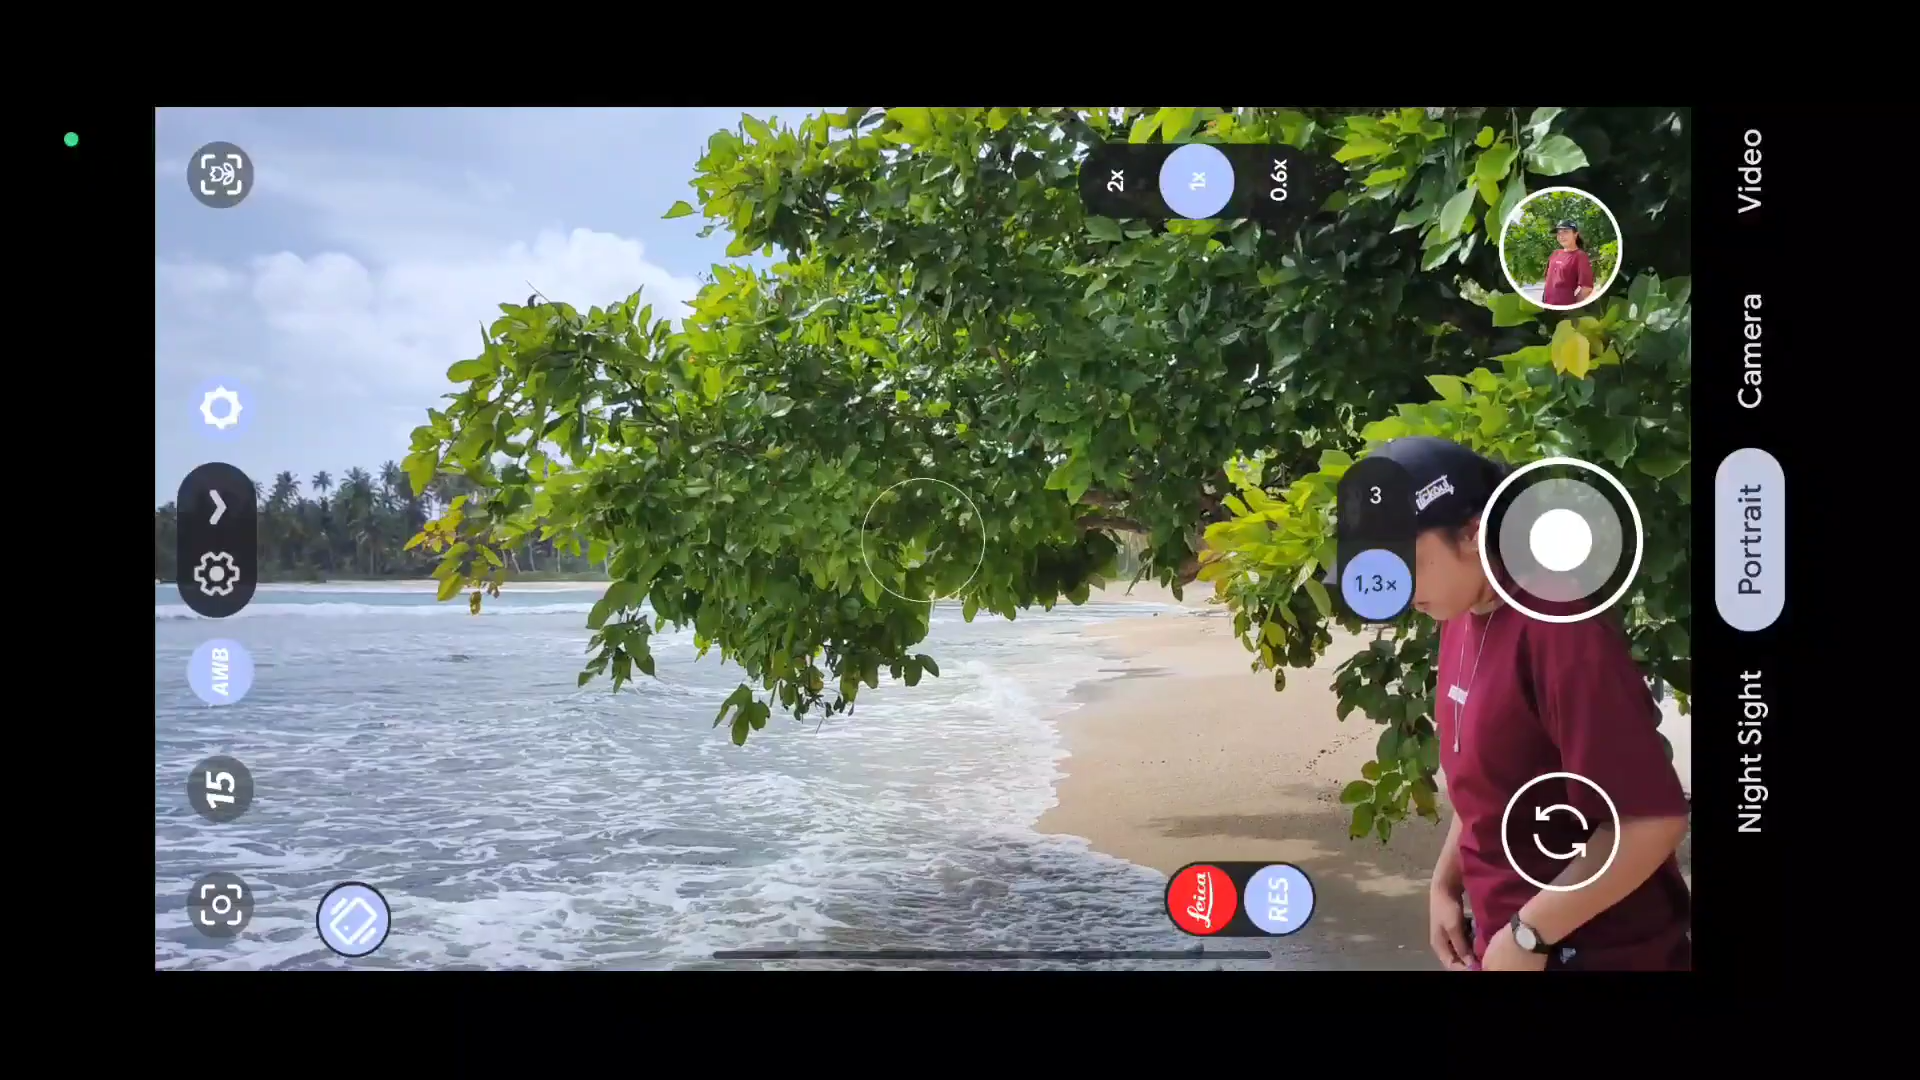 2x
1x
0.6x
Video
Camera
3
1,3×
Portrait
AWB
Night Sight
15
Leica
RES